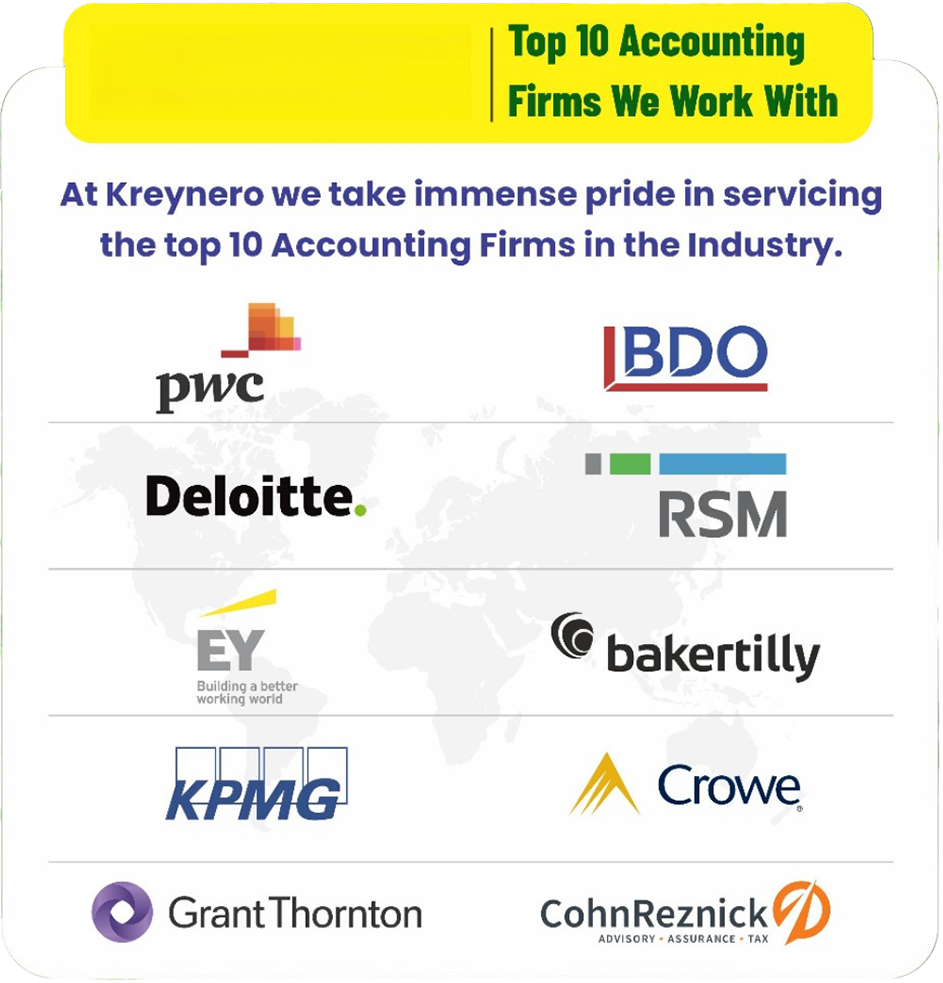 Top 10 Accounting
Firms We Work With
At Kreynero we take immense pride in servicing
the top 10 Accounting Firms in the Industry.
pwc
BDO
Deloitte.
RSM
EY
Building a better
working world
bakertilly
KPMG
Crowe®
Grant Thornton
CohnReznick
ADVISORY • ASSURANCE • TAX